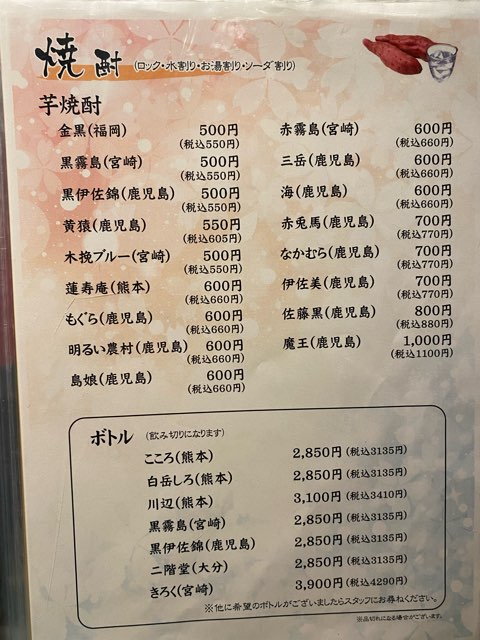 焼酎 (ロック・水割り・お湯割り・ソーダ割り)
芋焼酎
金黒(福岡) 500円
(税込550円)
黒霧島(宮崎) 500円
(税込550円)
黒伊佐錦(鹿児島) 500円
(税込550円)
黄猿(鹿児島) 550円
(税込605円)
木挽ブルー(宮崎) 500円
(税込550円)
蓮寿庵(熊本) 600円
(税込660円)
もぐら(鹿児島) 600円
(税込660円)
明るい農村(鹿児島) 600円
(税込660円)
島娘(鹿児島) 600円
(税込660円)
赤霧島(宮崎) 600円
(税込660円)
三岳(鹿児島) 600円
(税込660円)
海(鹿児島) 600円
(税込660円)
赤兎馬(鹿児島) 700円
(税込770円)
なかむら(鹿児島) 700円
(税込770円)
伊佐美(鹿児島) 700円
(税込770円)
佐藤黒(鹿児島) 800円
(税込880円)
魔王(鹿児島) 1,000円
(税込1100円)
ボトル (飲み切りになります)
こころ(熊本) 2,850円 (税込3135円)
白岳しろ(熊本) 2,850円 (税込3135円)
川辺(熊本) 3,100円 (税込3410円)
黒霧島(宮崎) 2,850円 (税込3135円)
黒伊佐錦(鹿児島) 2,850円 (税込3135円)
二階堂(大分) 2,850円 (税込3135円)
きろく(宮崎) 3,900円 (税込4290円)
※他に希望のボトルがございましたらスタッフにお尋ねください。
※品切れになる場合がございます。